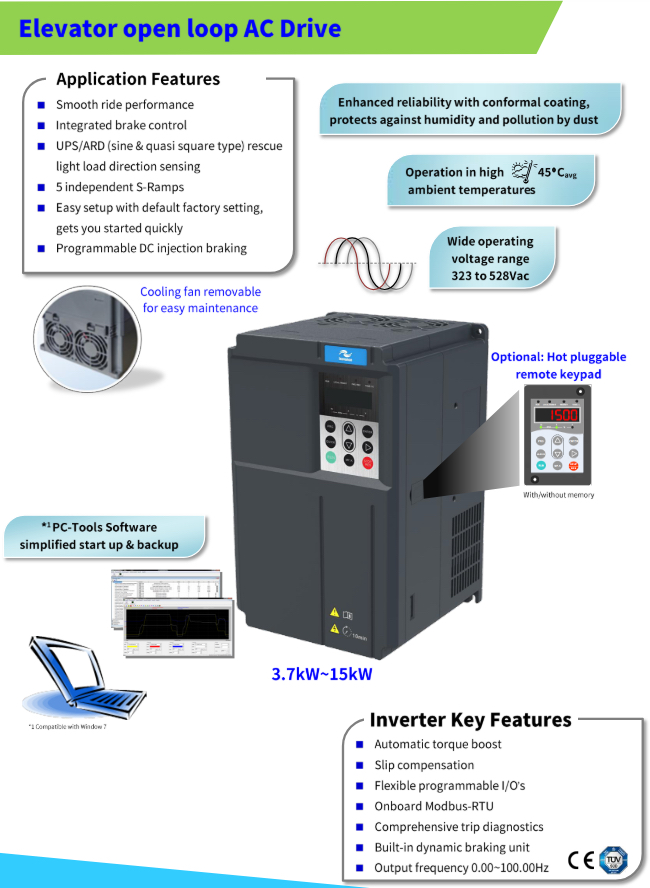 Elevator open loop AC Drive
Application Features
Smooth ride performance
Integrated brake control
UPS/ARD (sine & quasi square type) rescue
light load direction sensing
5 independent S-Ramps
Easy setup with default factory setting,
gets you started quickly
Programmable DC injection braking
Enhanced reliability with conformal coating,
protects against humidity and pollution by dust
Operation in high 45°Cavg
ambient temperatures
Wide operating
voltage range
323 to 528Vac
Cooling fan removable
for easy maintenance
Optional: Hot pluggable
remote keypad
1500
With/without memory
*1 PC-Tools Software
simplified start up & backup
10min
3.7kW~15kW
*1 Compatible with Window 7
Inverter Key Features
Automatic torque boost
Slip compensation
Flexible programmable I/O's
Onboard Modbus-RTU
Comprehensive trip diagnostics
Built-in dynamic braking unit
Output frequency 0.00~100.00Hz
CE
TÜV